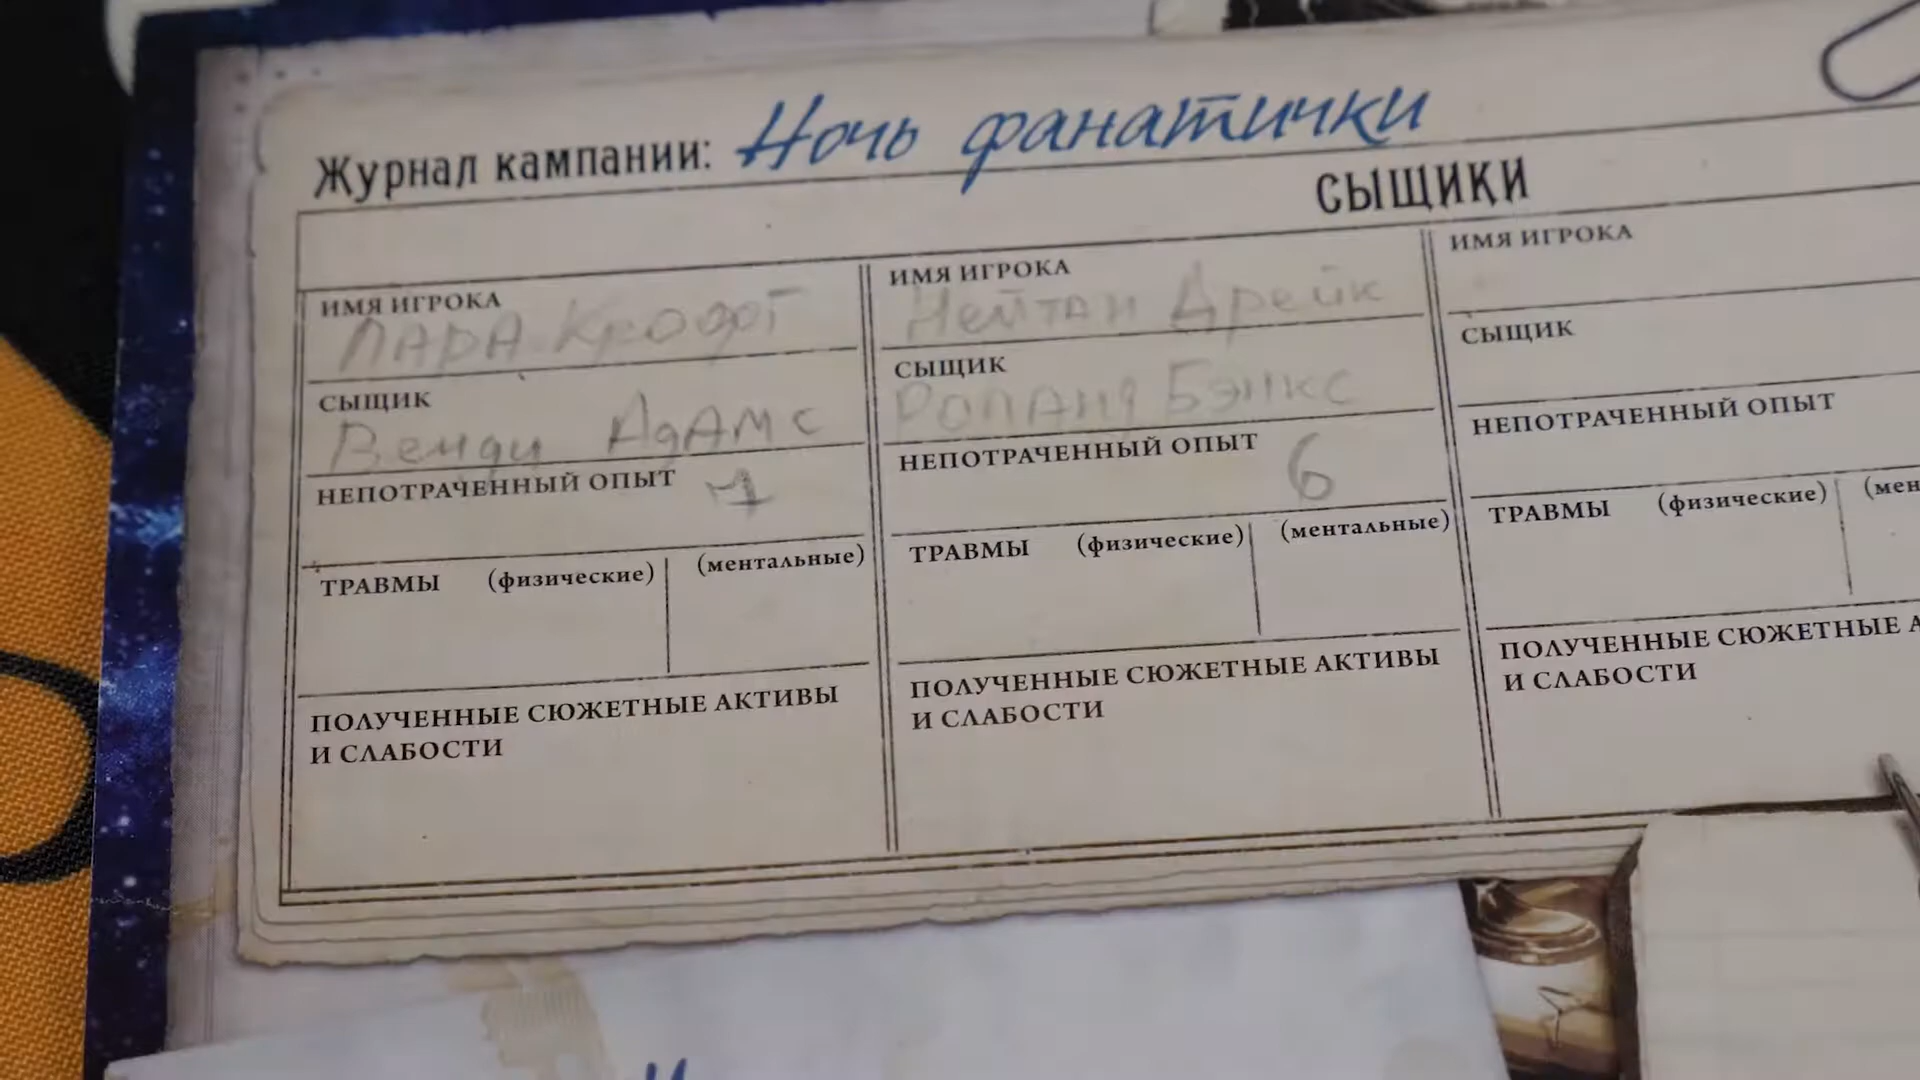 Журнал кампании: Ночь фанатички
СЫЩИКИ
ИМЯ ИГРОКА
Лара Крофт
СЫЩИК
Венди Адамс
НЕПОТРАЧЕННЫЙ ОПЫТ 7
ТРАВМЫ (физические) (ментальные)
ПОЛУЧЕННЫЕ СЮЖЕТНЫЕ АКТИВЫ
И СЛАБОСТИ
ИМЯ ИГРОКА
Нейтан Дрейк
СЫЩИК
Роланд Бэнкс
НЕПОТРАЧЕННЫЙ ОПЫТ 6
ТРАВМЫ (физические) (ментальные)
ПОЛУЧЕННЫЕ СЮЖЕТНЫЕ АКТИВЫ
И СЛАБОСТИ
ИМЯ ИГРОКА
СЫЩИК
НЕПОТРАЧЕННЫЙ ОПЫТ
ТРАВМЫ (физические) (мен
ПОЛУЧЕННЫЕ СЮЖЕТНЫЕ А
И СЛАБОСТИ